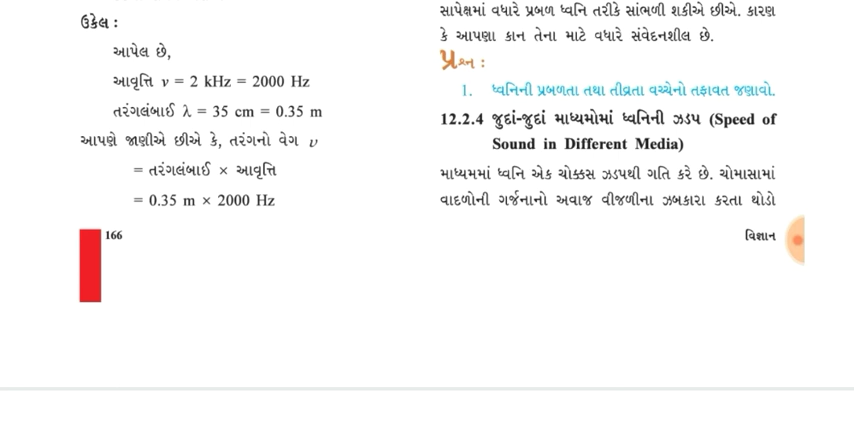 ઉકેલ :
આપેલ છે,
આવૃત્તિ ν = 2 kHz = 2000 Hz
તરંગલંબાઈ λ = 35 cm = 0.35 m
આપણે જાણીએ છીએ કે, તરંગનો વેગ υ
= તરંગલંબાઈ × આવૃત્તિ
= 0.35 m × 2000 Hz
166
સાપેક્ષમાં વધારે પ્રબળ ધ્વનિ તરીકે સાંભળી શકીએ છીએ. કારણ
કે આપણા કાન તેના માટે વધારે સંવેદનશીલ છે.
પ્રશ્ન :
1. ધ્વનિની પ્રબળતા તથા તીવ્રતા વચ્ચેનો તફાવત જણાવો.
12.2.4 જુદાં-જુદાં માધ્યમોમાં ધ્વનિની ઝડપ (Speed of
Sound in Different Media)
માધ્યમમાં ધ્વનિ એક ચોક્કસ ઝડપથી ગતિ કરે છે. ચોમાસામાં
વાદળોની ગર્જનાનો અવાજ વીજળીના ઝબકારા કરતા થોડો
વિજ્ઞાન